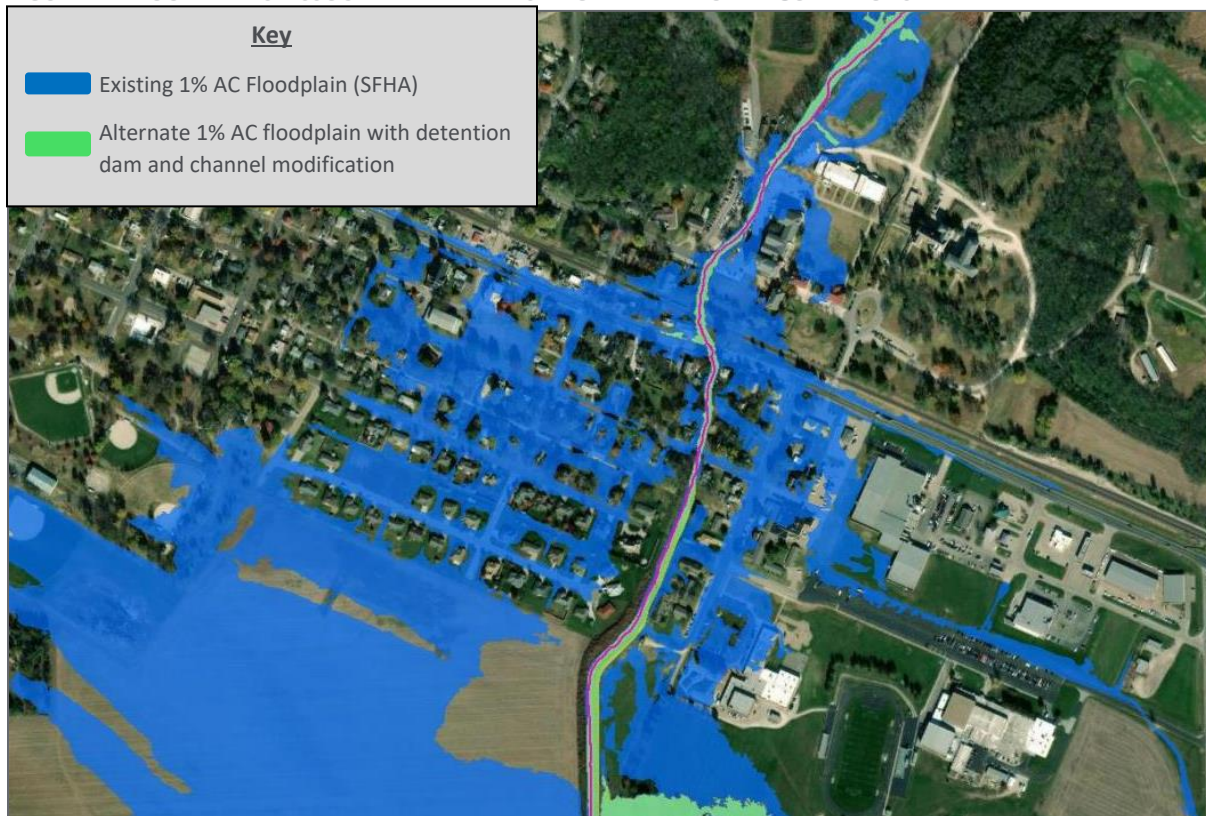 Key
Existing 1% AC Floodplain (SFHA)
Alternate 1% AC floodplain with detention
dam and channel modification